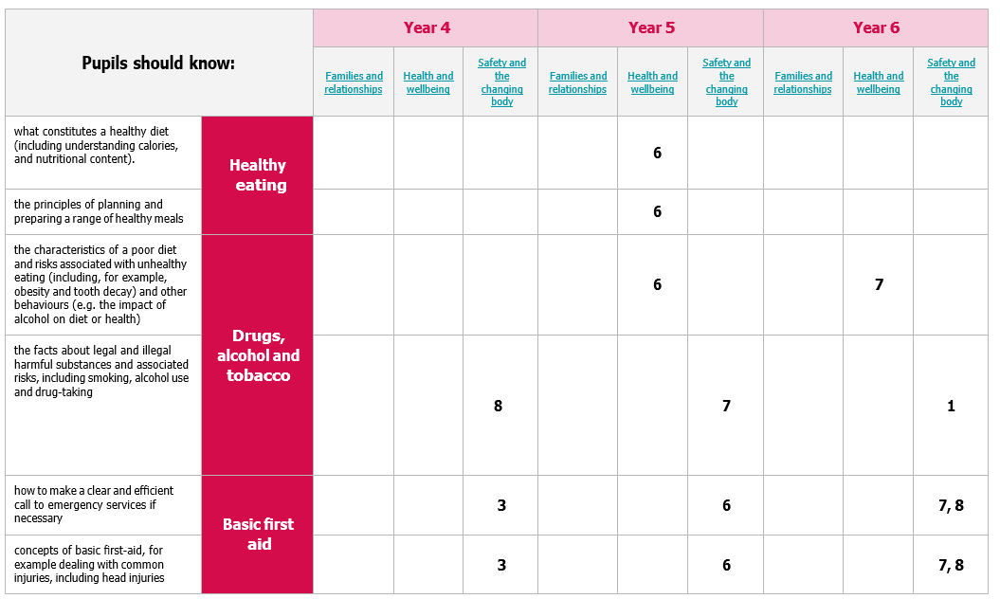 Pupils should know:
Year 4
Year 5
Year 6
Families and
relationships
Health and
wellbeing
Safety and
the
changing
body
Families and
relationships
Health and
wellbeing
Safety and
the
changing
body
Families and
relationships
Health and
wellbeing
Safety and
the
changing
body
what constitutes a healthy diet
(including understanding calories,
and nutritional content).
Healthy
eating
6
the principles of planning and
preparing a range of healthy meals
6
the characteristics of a poor diet
and risks associated with unhealthy
eating (including, for example,
obesity and tooth decay) and other
behaviours (e.g. the impact of
alcohol on diet or health)
Drugs,
alcohol and
tobacco
6
7
the facts about legal and illegal
harmful substances and associated
risks, including smoking, alcohol use
and drug-taking
8
7
1
how to make a clear and efficient
call to emergency services if
necessary
Basic first
aid
3
6
7, 8
concepts of basic first-aid, for
example dealing with common
injuries, including head injuries
3
6
7, 8